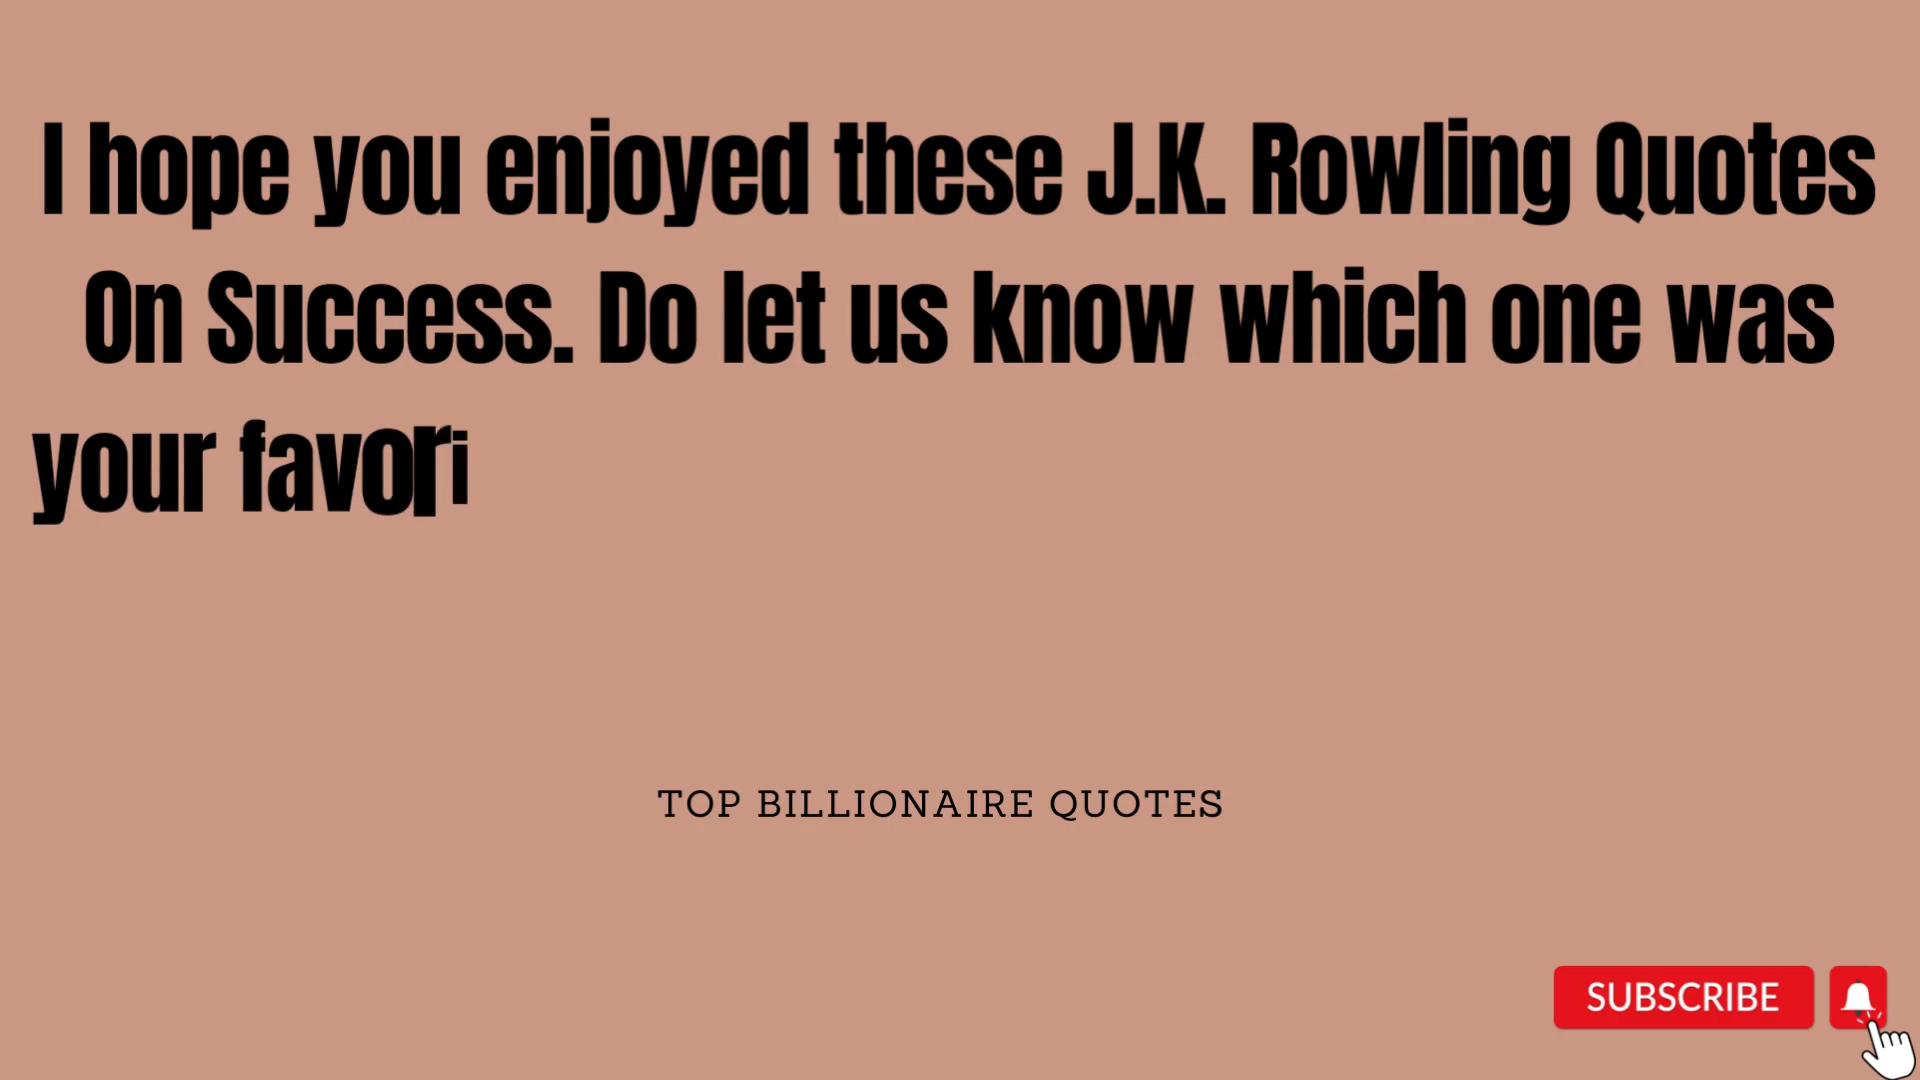 I hope you enjoyed these J.K. Rowling Quotes
On Success. Do let us know which one was
your favori
TOP BILLIONAIRE QUOTES
SUBSCRIBE